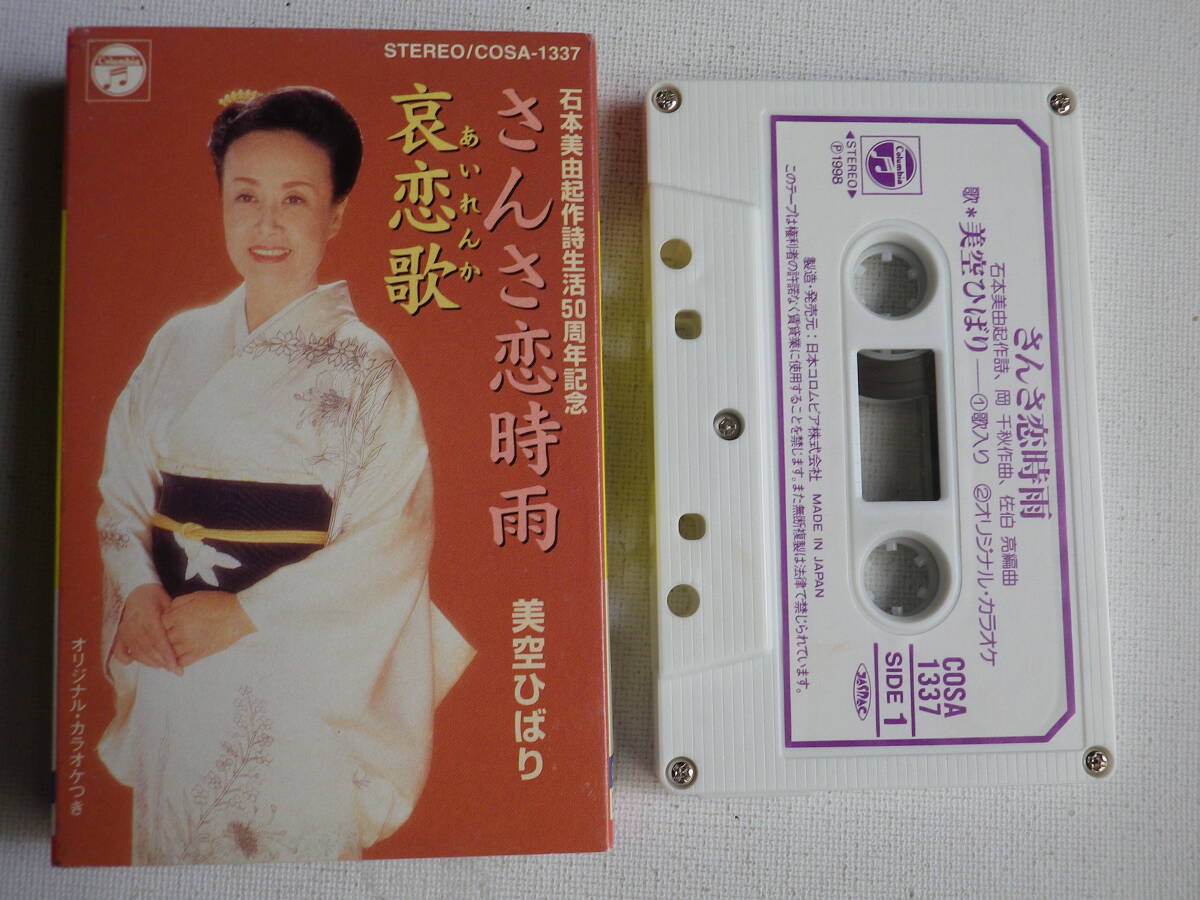 Columbia
STEREO/COSA-1337
石本美由起作詩生活50周年記念
さんさ恋時雨
哀恋歌
あいれんか
美空ひばり
オリジナル・カラオケつき
Columbia
◀STEREO▶
Ⓟ1998
さんさ恋時雨
石本美由起作詩、岡 千秋作曲、佐伯 亮編曲
歌*美空ひばり——①歌入り ②オリジナル・カラオケ
製造・発売元:日本コロムビア株式会社 MADE IN JAPAN
このテープは権利者の許諾なく賃貸業に使用することを禁じます。また無断複製は法律で禁じられています。
COSA
1337
SIDE 1
JASRAC